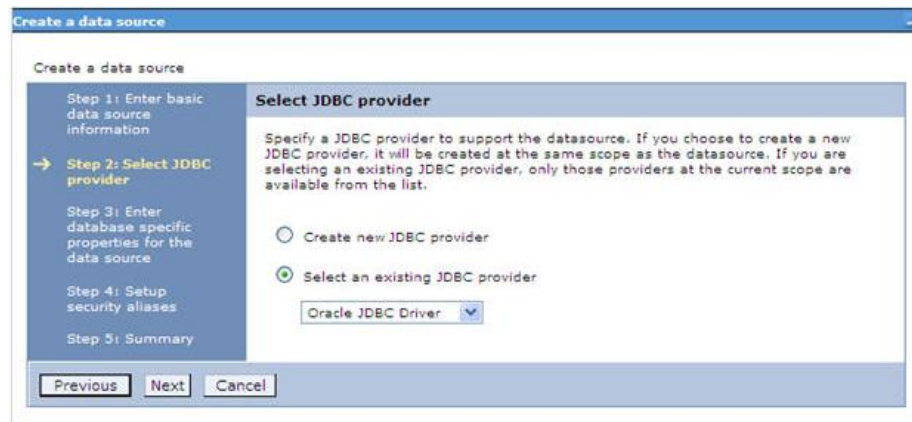 Create a data source
Create a data source
Step 1: Enter basic
data source
information
Step 2: Select JDBC
provider
Step 3: Enter
database specific
properties for the
data source
Step 4: Setup
security aliases
Step 5: Summary
Select JDBC provider
Specify a JDBC provider to support the datasource. If you choose to create a new
JDBC provider, it will be created at the same scope as the datasource. If you are
selecting an existing JDBC provider, only those providers at the current scope are
available from the list.
Create new JDBC provider
Select an existing JDBC provider
Oracle JDBC Driver
Previous Next Cancel